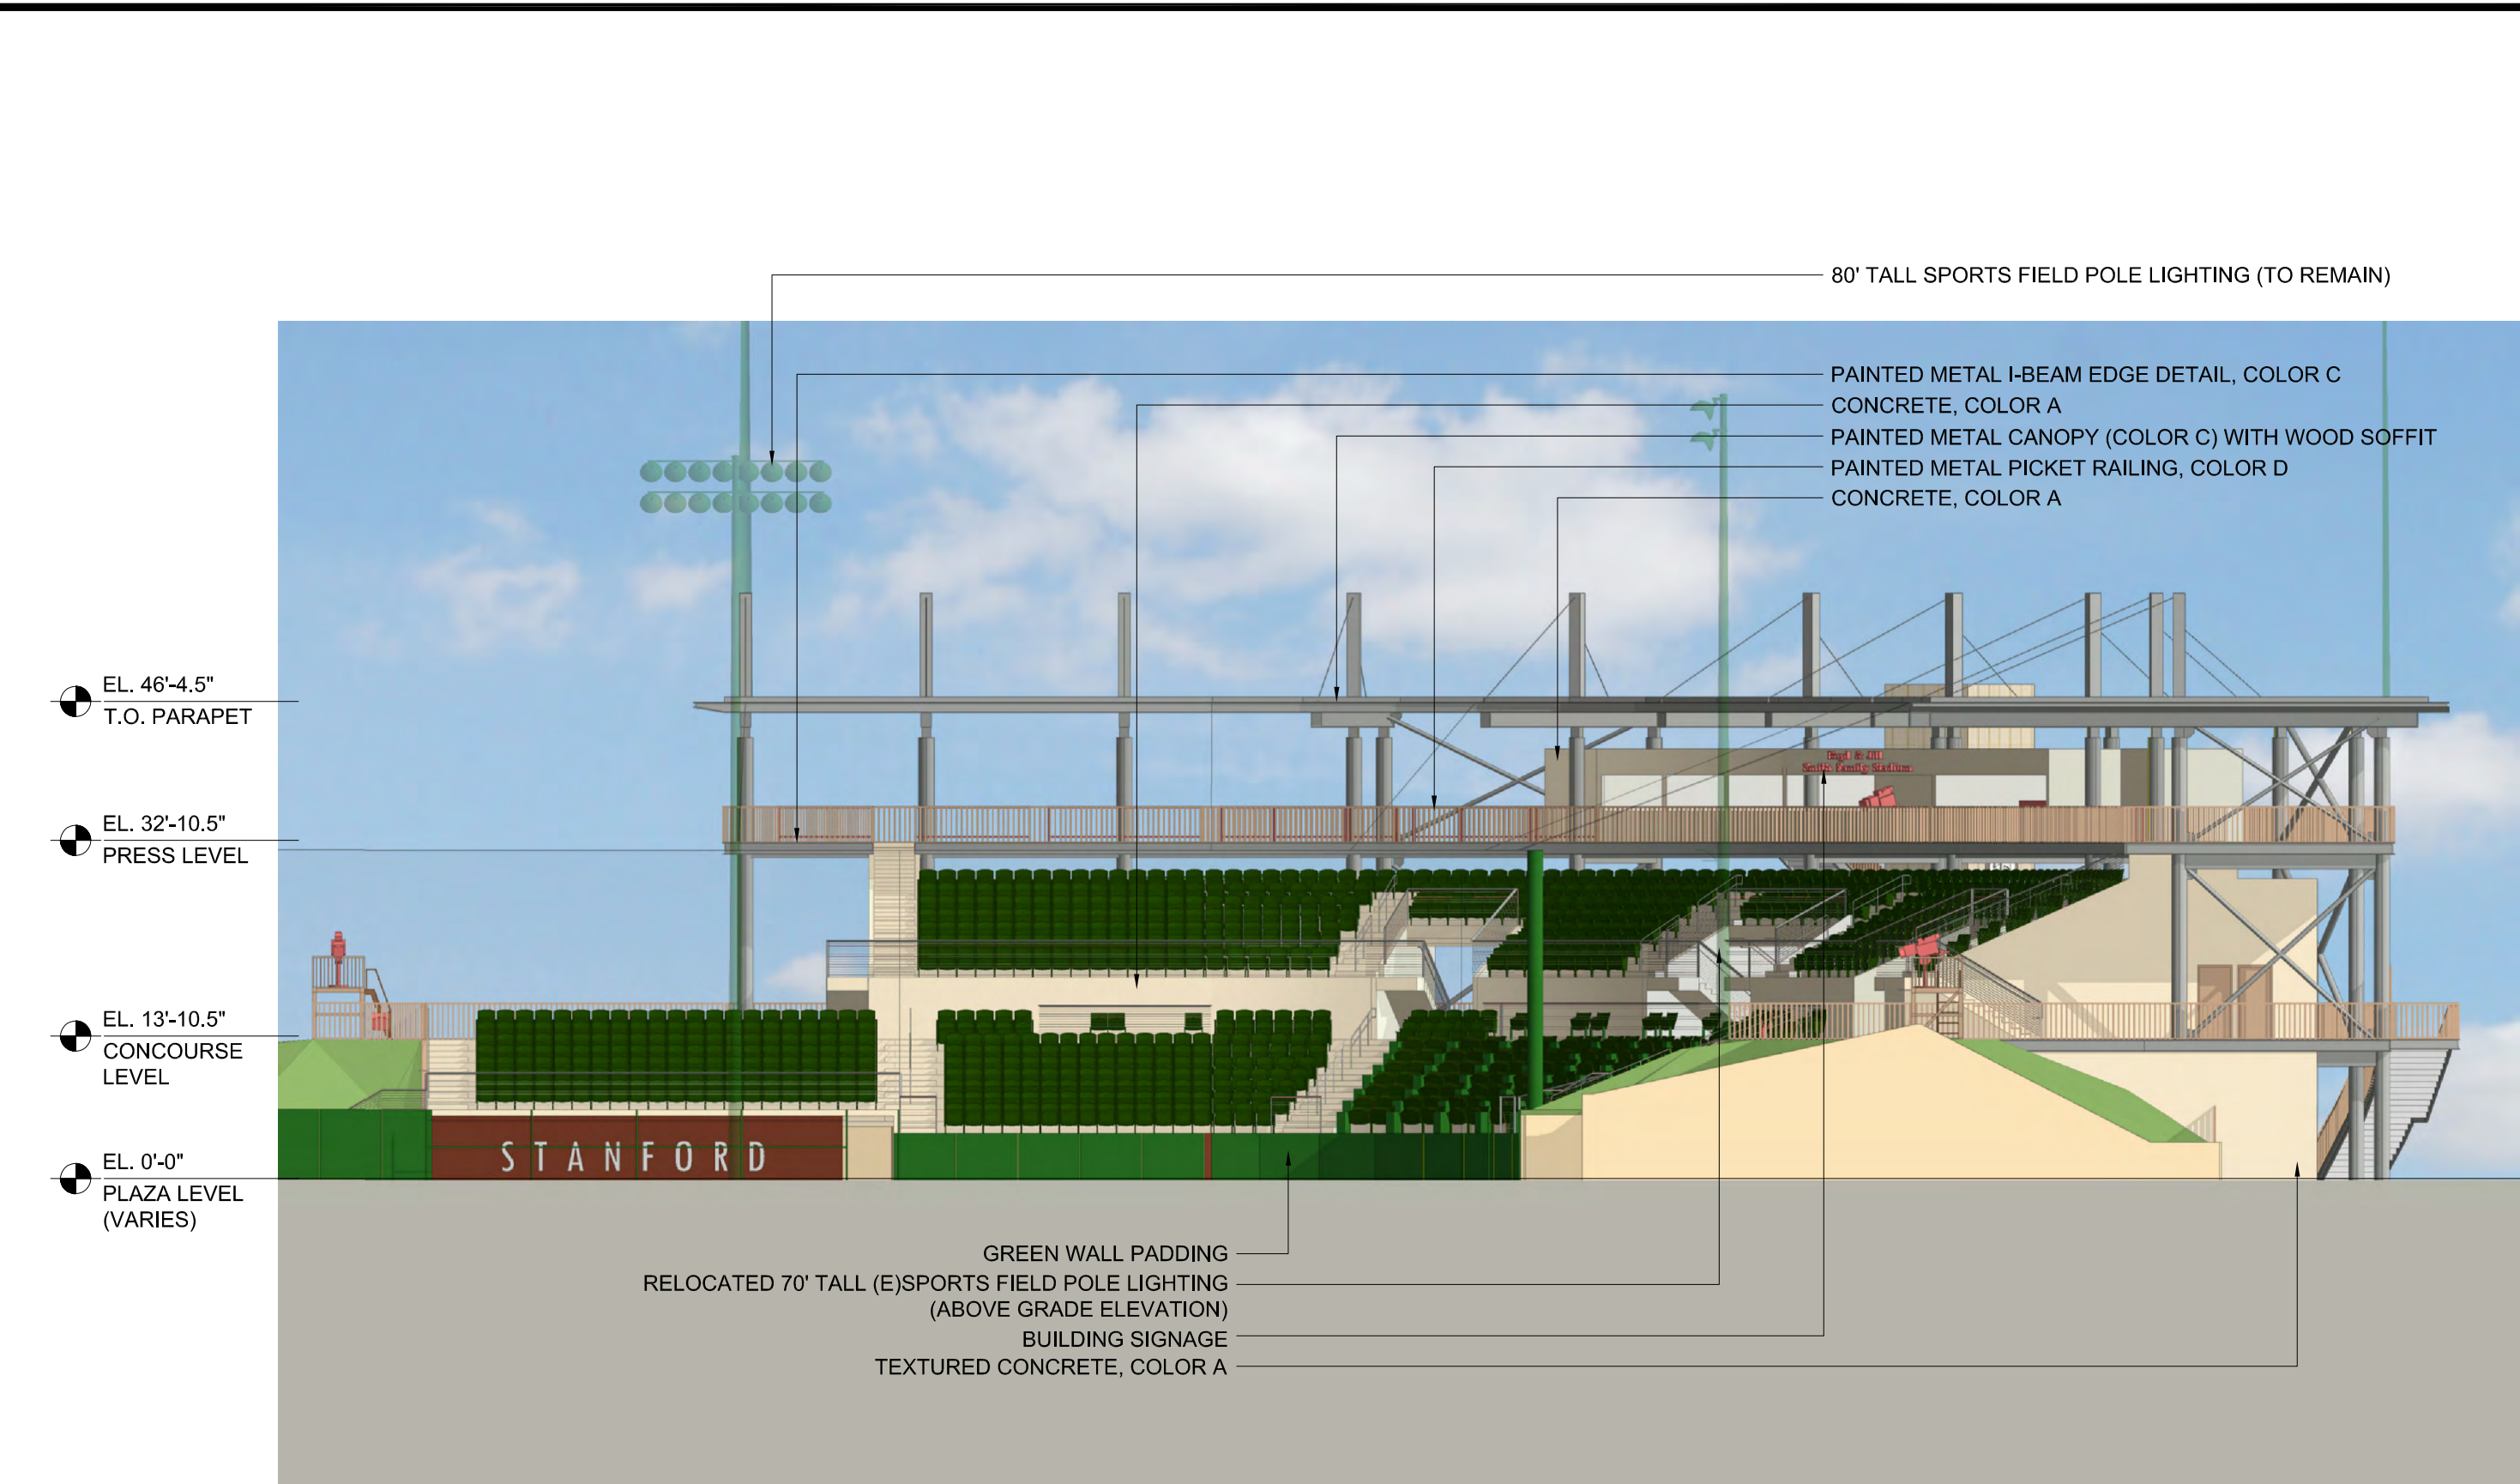 80' TALL SPORTS FIELD POLE LIGHTING (TO REMAIN)
PAINTED METAL I-BEAM EDGE DETAIL, COLOR C
CONCRETE, COLOR A
PAINTED METAL CANOPY (COLOR C) WITH WOOD SOFFIT
PAINTED METAL PICKET RAILING, COLOR D
CONCRETE, COLOR A
EL. 46'-4.5"
T.O. PARAPET
Smith Family Stadium
EL. 32'-10.5"
PRESS LEVEL
EL. 13'-10.5"
CONCOURSE
LEVEL
STANFORD
EL. 0'-0"
PLAZA LEVEL
(VARIES)
GREEN WALL PADDING
RELOCATED 70' TALL (E)SPORTS FIELD POLE LIGHTING
(ABOVE GRADE ELEVATION)
BUILDING SIGNAGE
TEXTURED CONCRETE, COLOR A